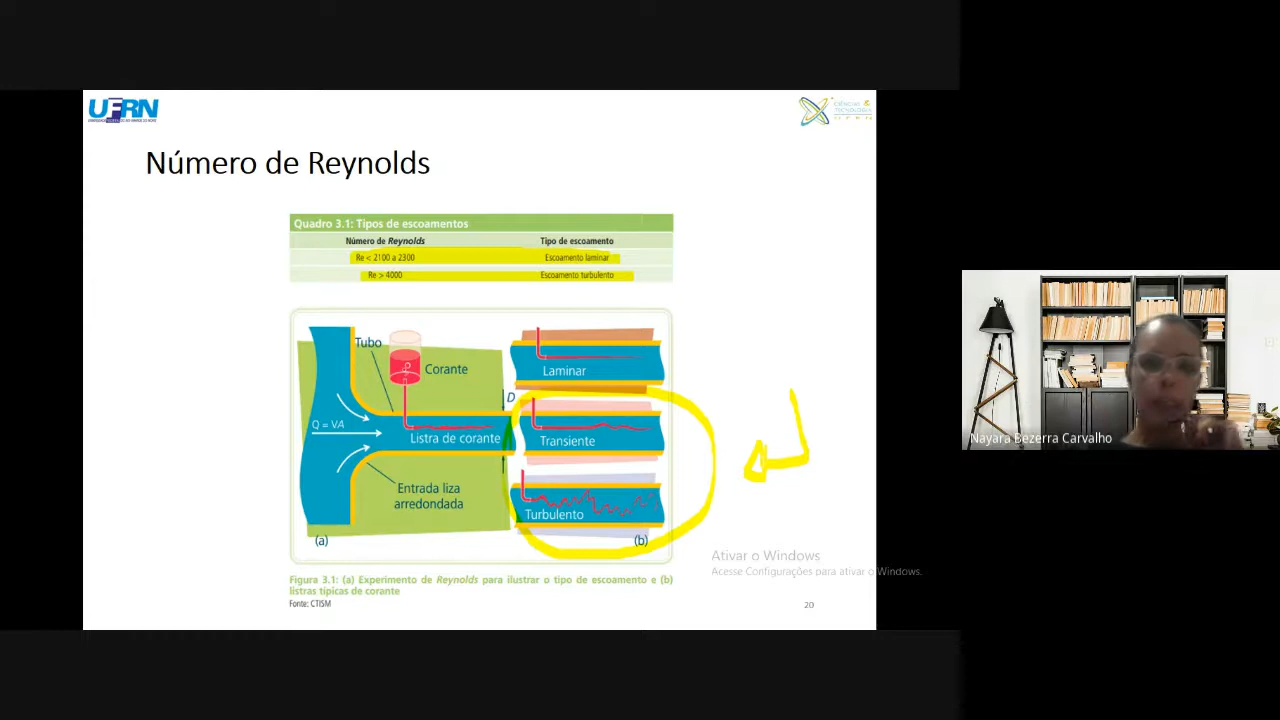 UFRN
Número de Reynolds
Quadro 3.1: Tipos de escoamentos
Número de Reynolds Tipo de escoamento
Re < 2100 a 2300 Escoamento laminar
Re > 4000 Escoamento turbulento
Tubo
Corante
Q = VA
Listra de corante
D
Entrada liza
arredondada
(a)
Laminar
Transiente
Turbulento
(b)
Figura 3.1: (a) Experimento de Reynolds para ilustrar o tipo de escoamento e (b)
listras típicas de corante
Fonte: CTISM
Ativar o Windows
Acesse Configurações para ativar o Windows.
20
Nayara Bezerra Carvalho